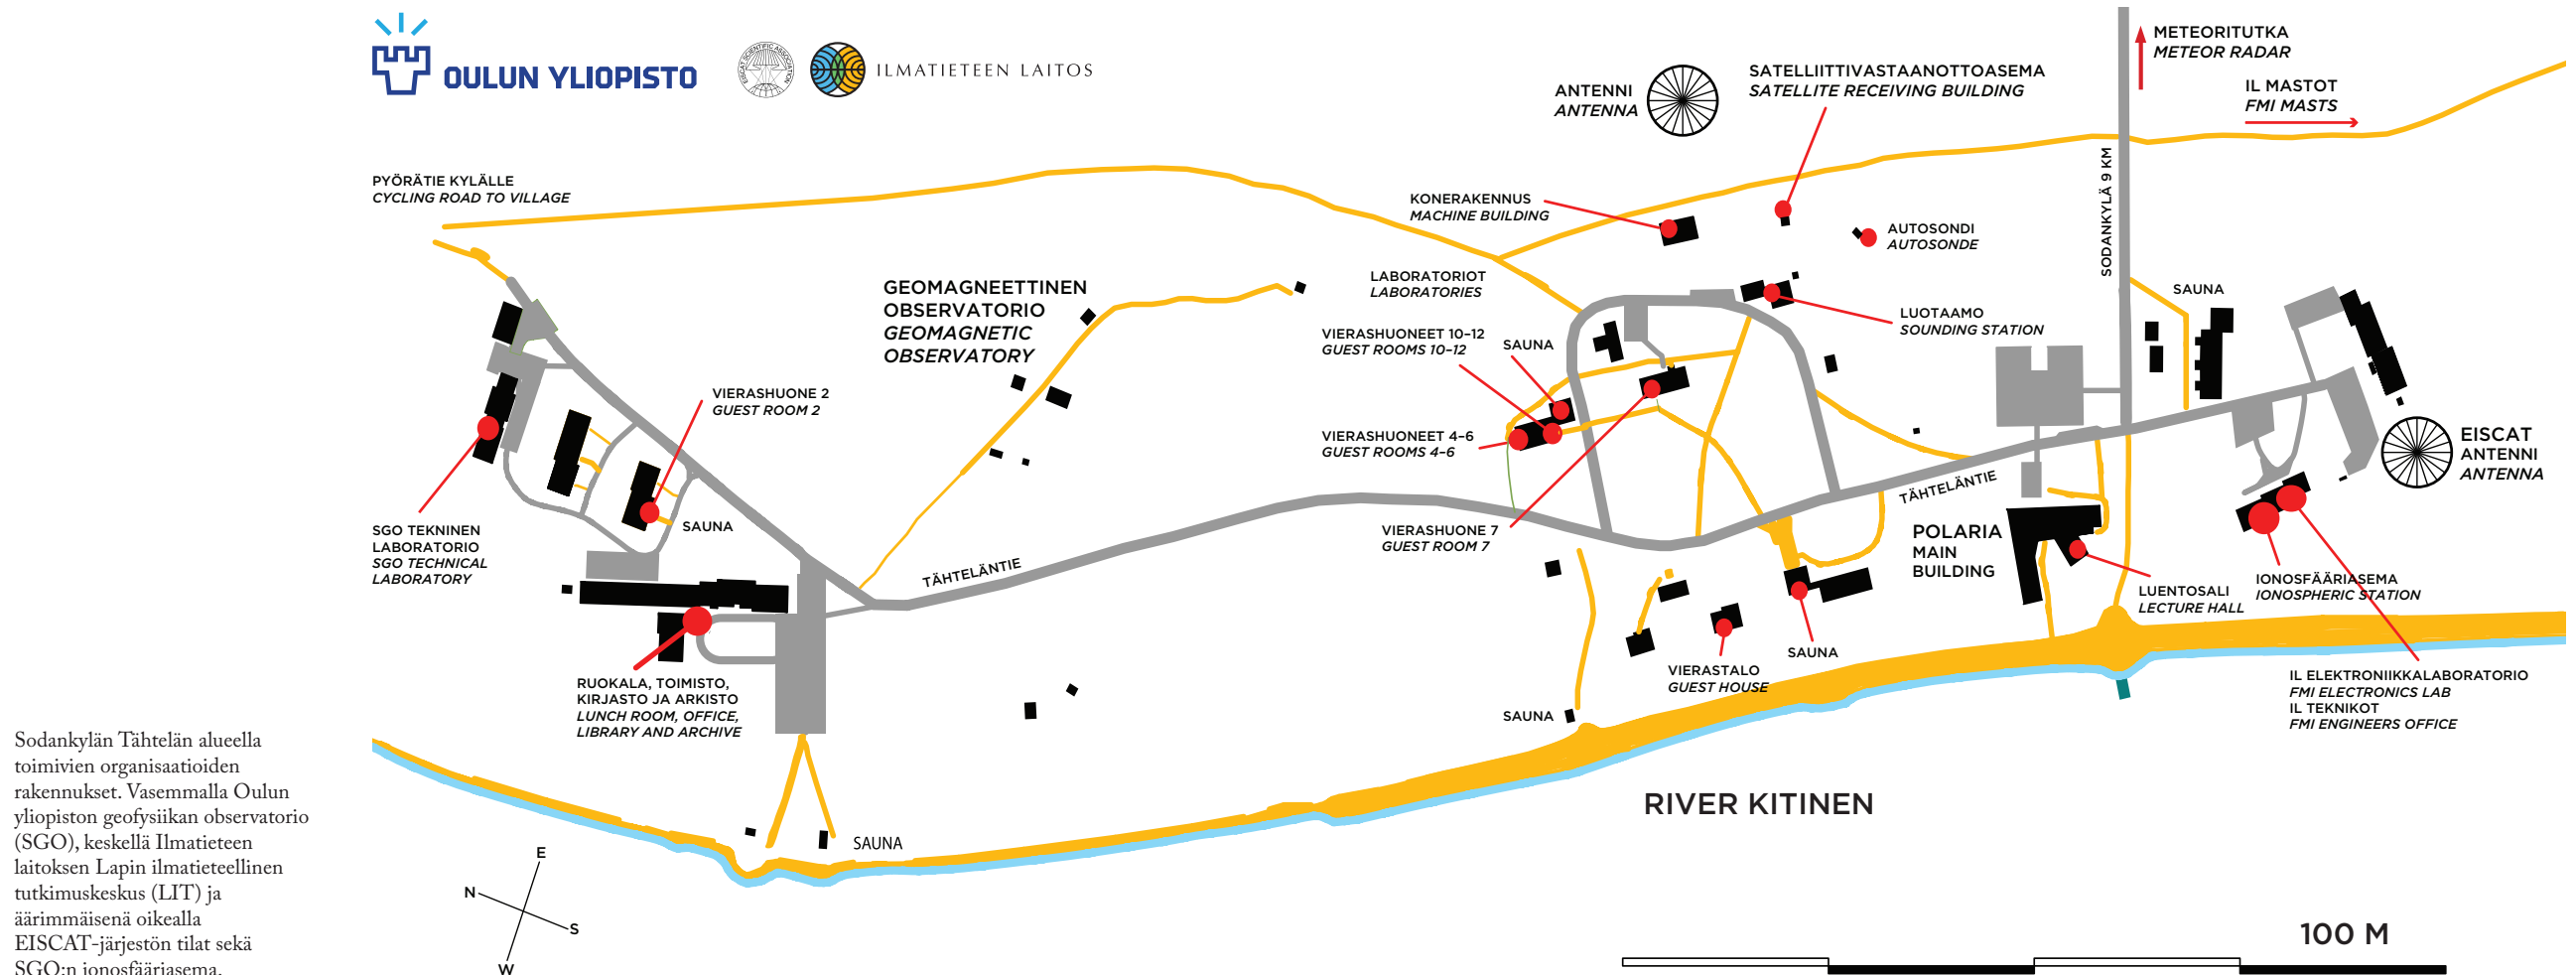 OULUN YLIOPISTO
EISCAT SCIENTIFIC ASSOCIATION
ILMATIETEEN LAITOS
METEORITUTKA
METEOR RADAR
IL MASTOT
FMI MASTS
ANTENNI
ANTENNA
SATELLIITTIVASTAANOTTOASEMA
SATELLITE RECEIVING BUILDING
PYÖRÄTIE KYLÄLLE
CYCLING ROAD TO VILLAGE
KONERAKENNUS
MACHINE BUILDING
SODANKYLÄ 9 KM
AUTOSONDI
AUTOSONDE
GEOMAGNEETTINEN
OBSERVATORIO
GEOMAGNETIC
OBSERVATORY
LABORATORIOT
LABORATORIES
SAUNA
LUOTAAMO
SOUNDING STATION
VIERASHUONEET 10–12
GUEST ROOMS 10–12
SAUNA
VIERASHUONE 2
GUEST ROOM 2
VIERASHUONEET 4–6
GUEST ROOMS 4–6
EISCAT
ANTENNI
ANTENNA
TÄHTELÄNTIE
SGO TEKNINEN
LABORATORIO
SGO TECHNICAL
LABORATORY
SAUNA
VIERASHUONE 7
GUEST ROOM 7
POLARIA
MAIN
BUILDING
TÄHTELÄNTIE
LUENTOSALI
LECTURE HALL
IONOSFÄÄRIASEMA
IONOSPHERIC STATION
SAUNA
VIERASTALO
GUEST HOUSE
RUOKALA, TOIMISTO,
KIRJASTO JA ARKISTO
LUNCH ROOM, OFFICE,
LIBRARY AND ARCHIVE
IL ELEKTRONIIKKALABORATORIO
FMI ELECTRONICS LAB
IL TEKNIKOT
FMI ENGINEERS OFFICE
SAUNA
RIVER KITINEN
SAUNA
Sodankylän Tähtelän alueella
toimivien organisaatioiden
rakennukset. Vasemmalla Oulun
yliopiston geofysiikan observatorio
(SGO), keskellä Ilmatieteen
laitoksen Lapin ilmatieteellinen
tutkimuskeskus (LIT) ja
äärimmäisenä oikealla
EISCAT-järjestön tilat sekä
SGO:n ionosfääriasema.
E
N
S
W
100 M